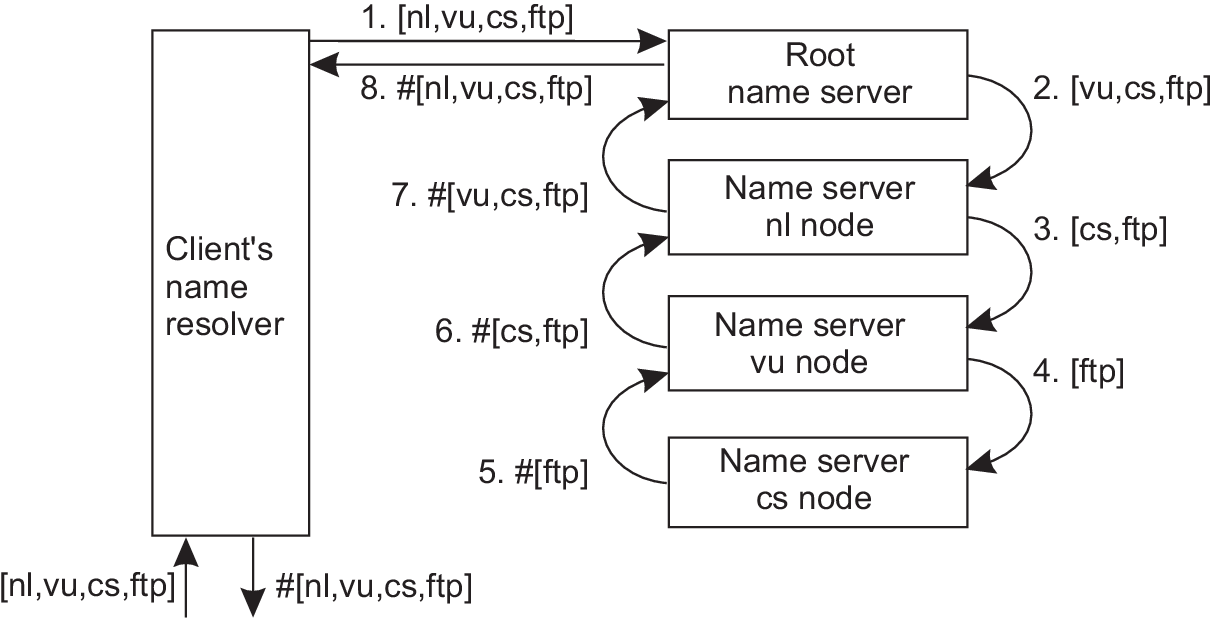 1. [nl,vu,cs,ftp]
8. #[nl,vu,cs,ftp]
Root
name server
2. [vu,cs,ftp]
7. #[vu,cs,ftp]
Name server
nl node
3. [cs,ftp]
Client's
name
resolver
6. #[cs,ftp]
Name server
vu node
4. [ftp]
5. #[ftp]
Name server
cs node
[nl,vu,cs,ftp]
#[nl,vu,cs,ftp]